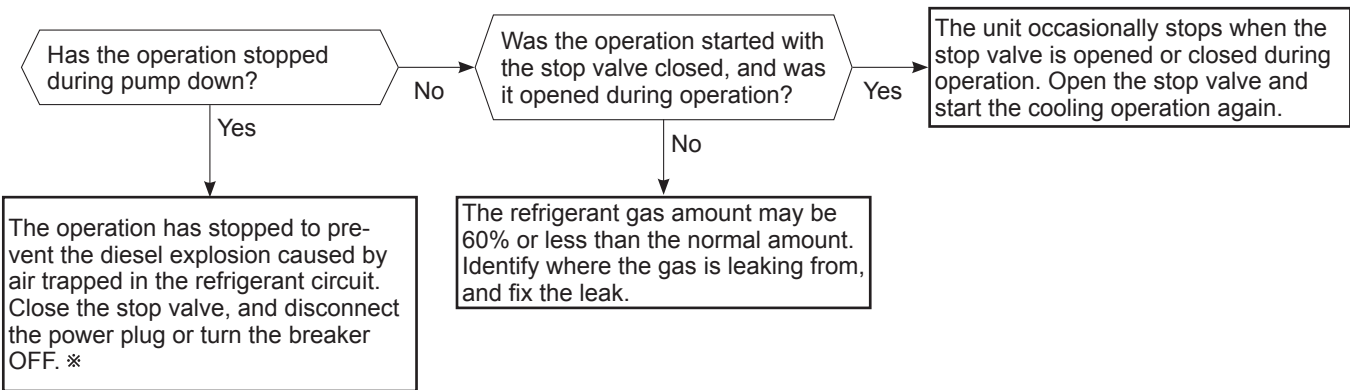 Has the operation stopped
during pump down?
No
Was the operation started with
the stop valve closed, and was
it opened during operation?
Yes
The unit occasionally stops when the
stop valve is opened or closed during
operation. Open the stop valve and
start the cooling operation again.
Yes
No
The operation has stopped to pre-
vent the diesel explosion caused by
air trapped in the refrigerant circuit.
Close the stop valve, and disconnect
the power plug or turn the breaker
OFF. ※
The refrigerant gas amount may be
60% or less than the normal amount.
Identify where the gas is leaking from,
and fix the leak.